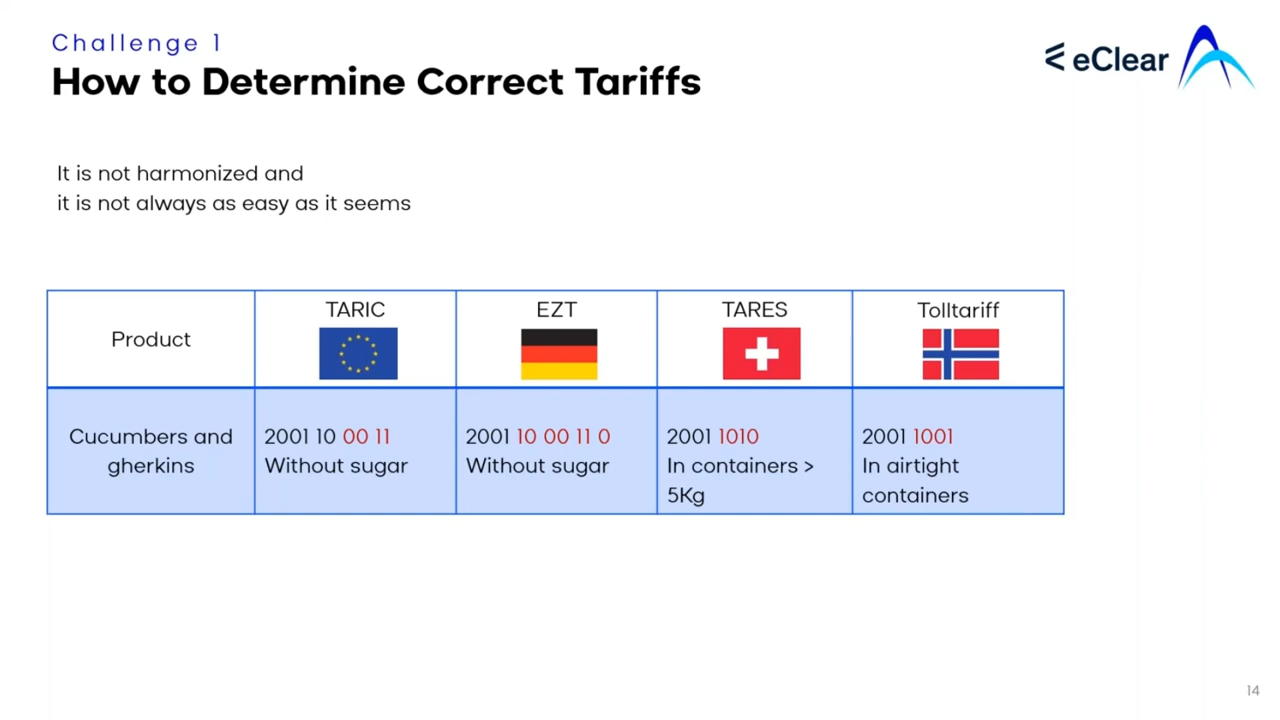 Challenge 1
How to Determine Correct Tariffs
eClear
It is not harmonized and
it is not always as easy as it seems
Product
TARIC
EZT
TARES
Tolltariff
Cucumbers and
gherkins
2001 10 00 11
Without sugar
2001 10 00 11 0
Without sugar
2001 1010
In containers >
5Kg
2001 1001
In airtight
containers
14